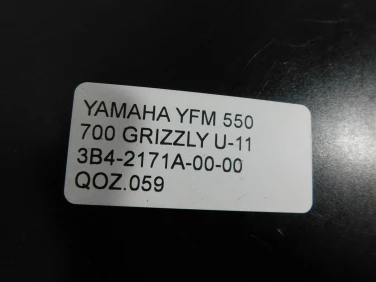 YAMAHA YFM 550
700 GRIZZLY U-11
3B4-2171A-00-00
QOZ.059